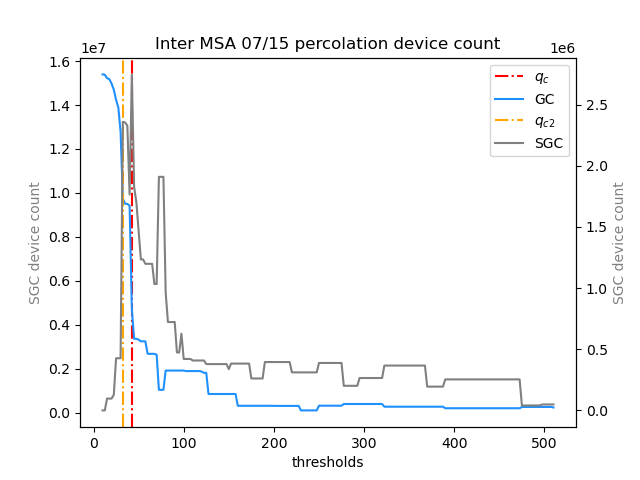 Inter MSA 07/15 percolation device count
1e7
1e6
1.6
1.4
1.2
1.0
0.8
0.6
0.4
0.2
0.0
SGC device count
2.5
2.0
1.5
1.0
0.5
0.0
SGC device count
q_c
GC
q_c2
SGC
0 100 200 300 400 500
thresholds